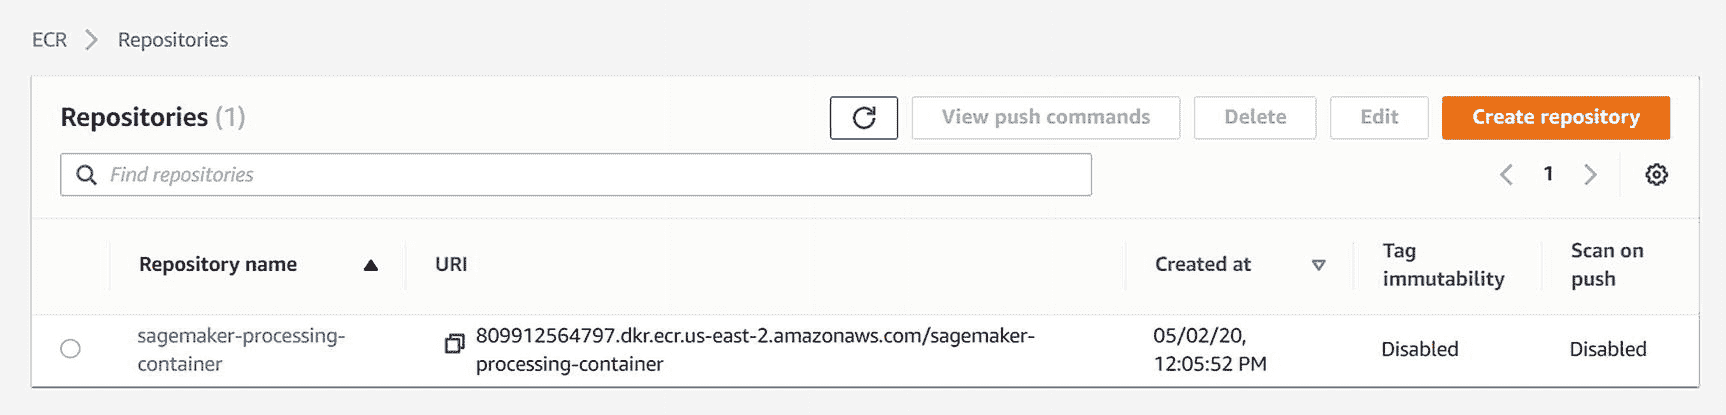 ECR > Repositories
Repositories (1)
View push commands
Delete
Edit
Create repository
Find repositories
1
Repository name
URI
Created at
Tag
immutability
Scan on
push
sagemaker-processing-
container
809912564797.dkr.ecr.us-east-2.amazonaws.com/sagemaker-
processing-container
05/02/20,
12:05:52 PM
Disabled
Disabled